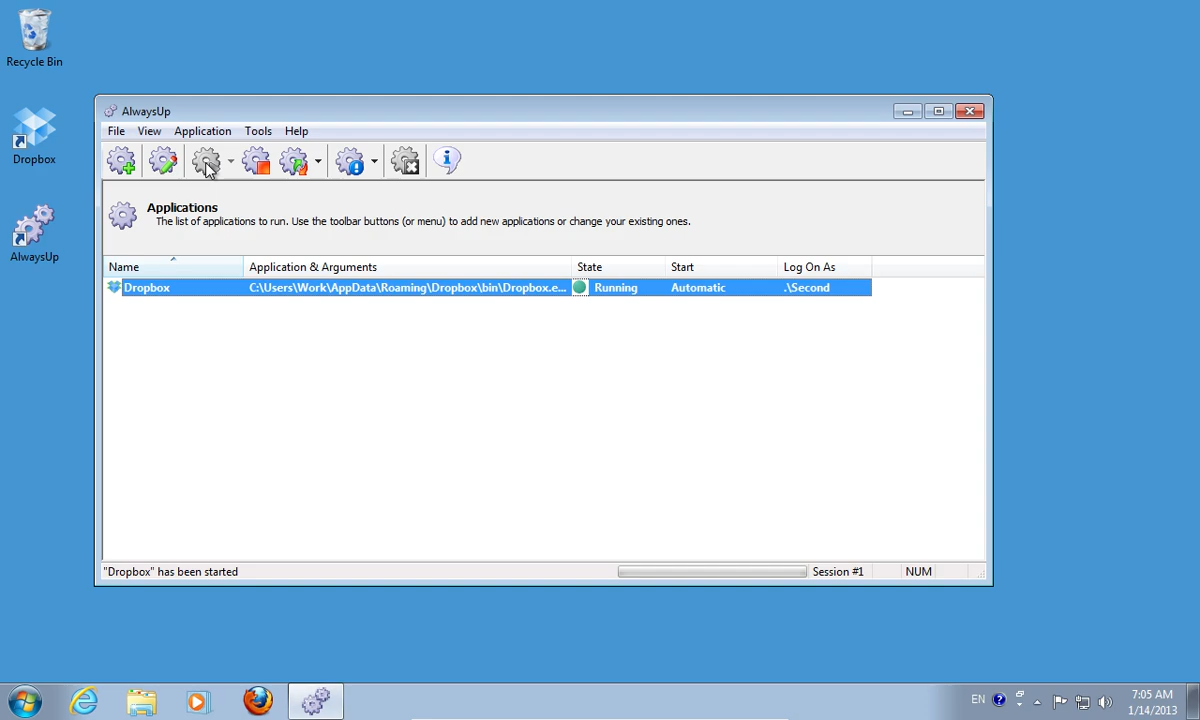 Recycle Bin
Dropbox
AlwaysUp
AlwaysUp
File View Application Tools Help
Applications
The list of applications to run. Use the toolbar buttons (or menu) to add new applications or change your existing ones.
Name Application & Arguments State Start Log On As
Dropbox C:\Users\Work\AppData\Roaming\Dropbox\bin\Dropbox.e... Running Automatic .\Second
"Dropbox" has been started Session #1 NUM
EN 7:05 AM
1/14/2013